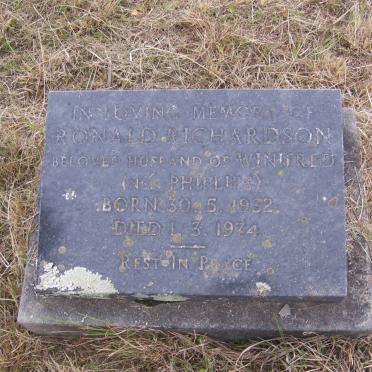 IN LOVING MEMORY OF
RONALD RICHARDSON
BELOVED HUSBAND OF WINIFRED
(NEE PHILLIPS)
BORN 30. 5. 1932
DIED 1. 3. 1974
REST IN PEACE